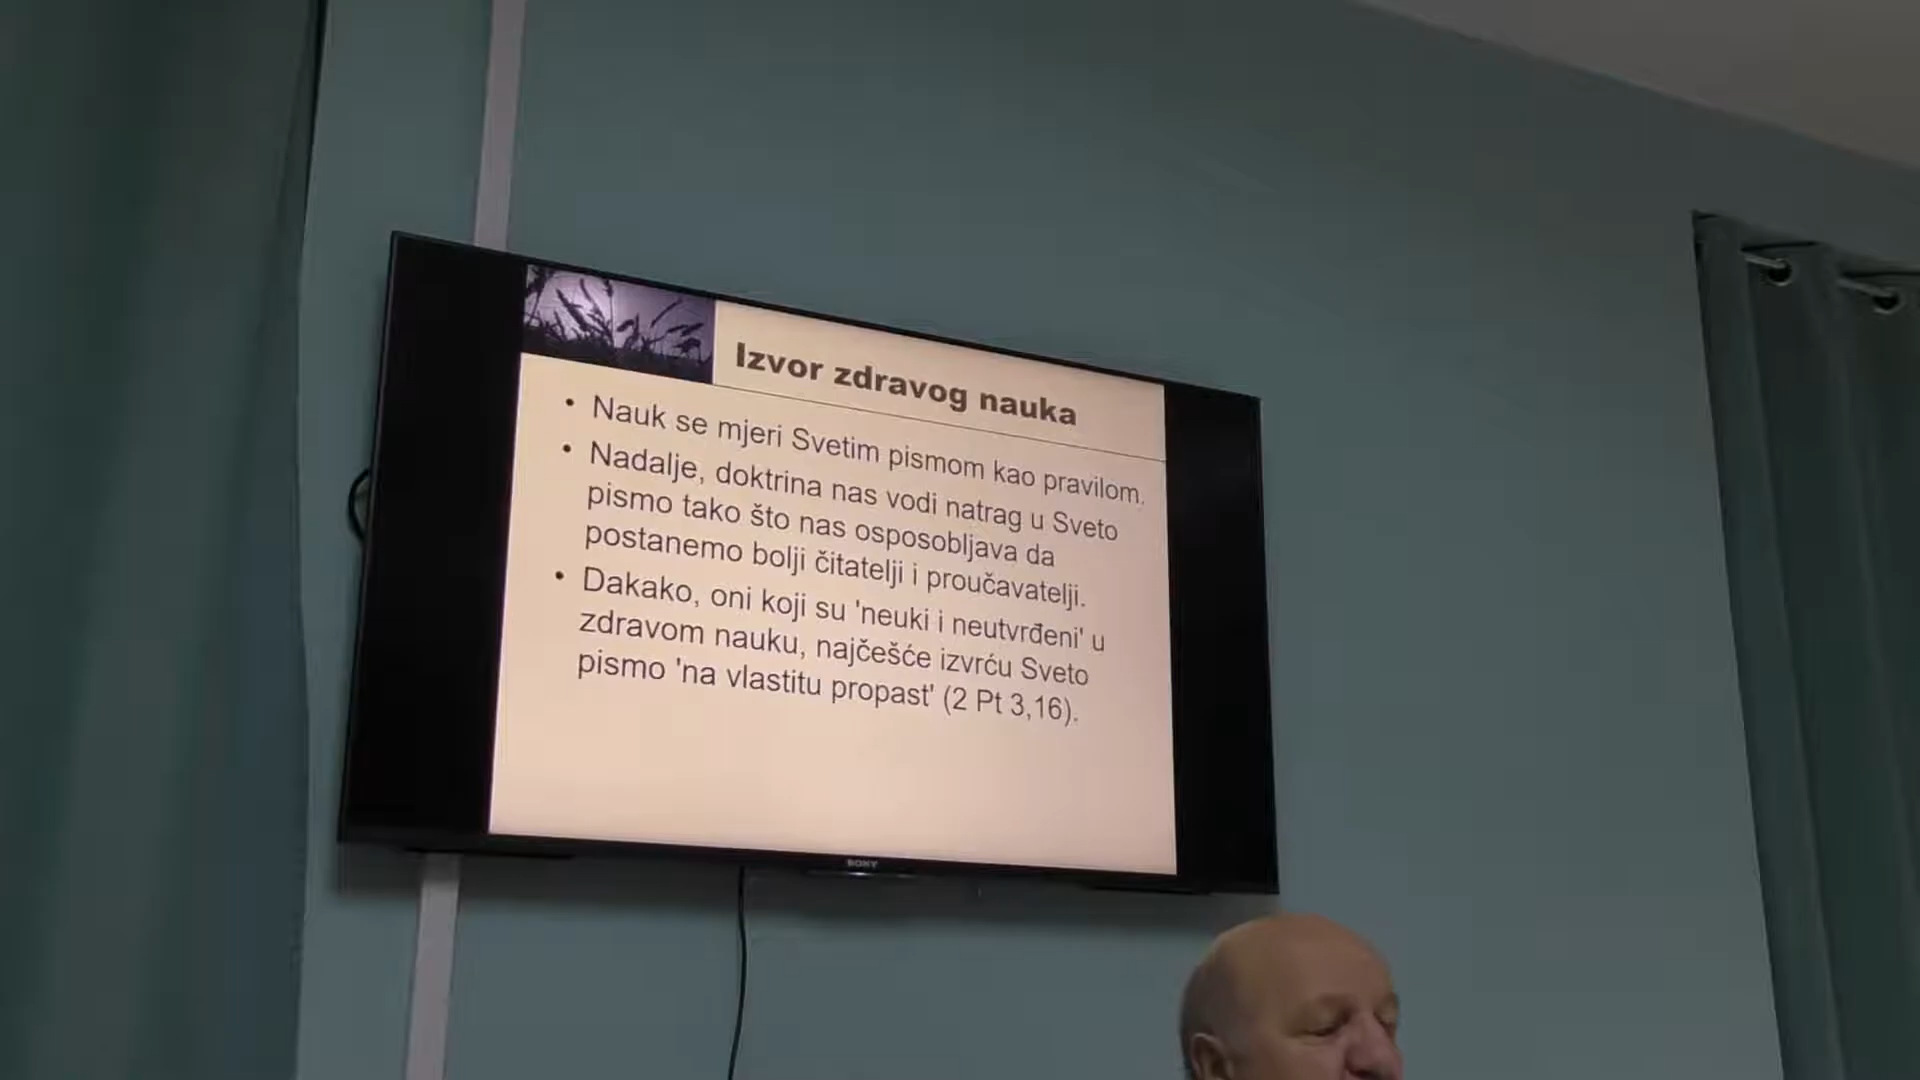 Izvor zdravog nauka
• Nauk se mjeri Svetim pismom kao pravilom.
• Nadalje, doktrina nas vodi natrag u Sveto
pismo tako što nas osposobljava da
postanemo bolji čitatelji i proučavatelji.
• Dakako, oni koji su 'neuki i neutvrđeni' u
zdravom nauku, najčešće izvrću Sveto
pismo 'na vlastitu propast' (2 Pt 3,16).
SONY